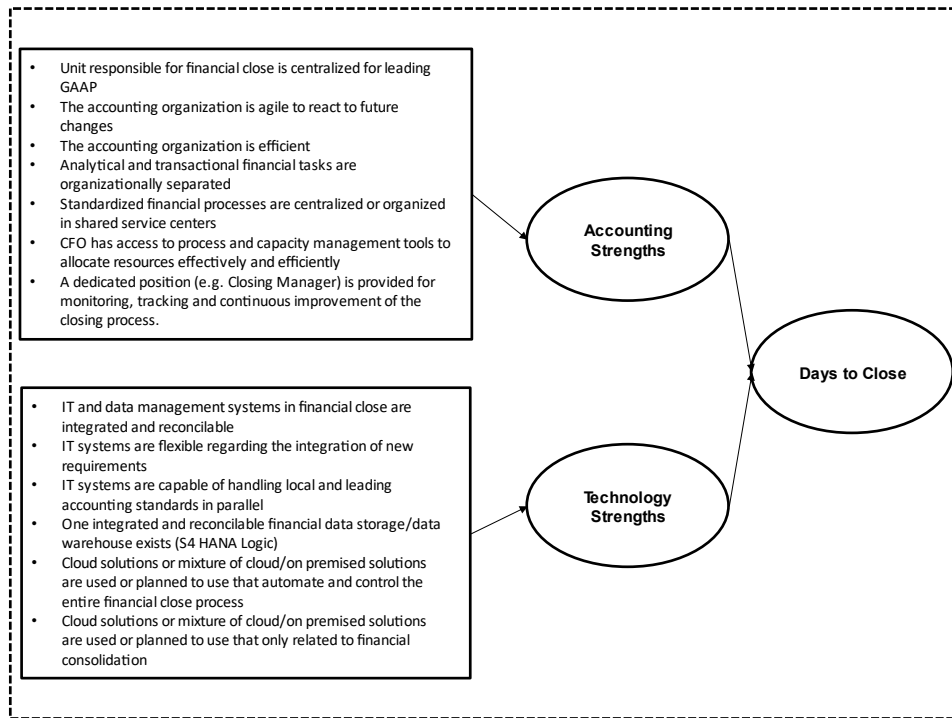 • Unit responsible for financial close is centralized for leading
GAAP
• The accounting organization is agile to react to future
changes
• The accounting organization is efficient
• Analytical and transactional financial tasks are
organizationally separated
• Standardized financial processes are centralized or organized
in shared service centers
• CFO has access to process and capacity management tools to
allocate resources effectively and efficiently
• A dedicated position (e.g. Closing Manager) is provided for
monitoring, tracking and continuous improvement of the
closing process.
Accounting
Strengths
Days to Close
• IT and data management systems in financial close are
integrated and reconcilable
• IT systems are flexible regarding the integration of new
requirements
• IT systems are capable of handling local and leading
accounting standards in parallel
• One integrated and reconcilable financial data storage/data
warehouse exists (S4 HANA Logic)
• Cloud solutions or mixture of cloud/on premised solutions
are used or planned to use that automate and control the
entire financial close process
• Cloud solutions or mixture of cloud/on premised solutions
are used or planned to use that only related to financial
consolidation
Technology
Strengths